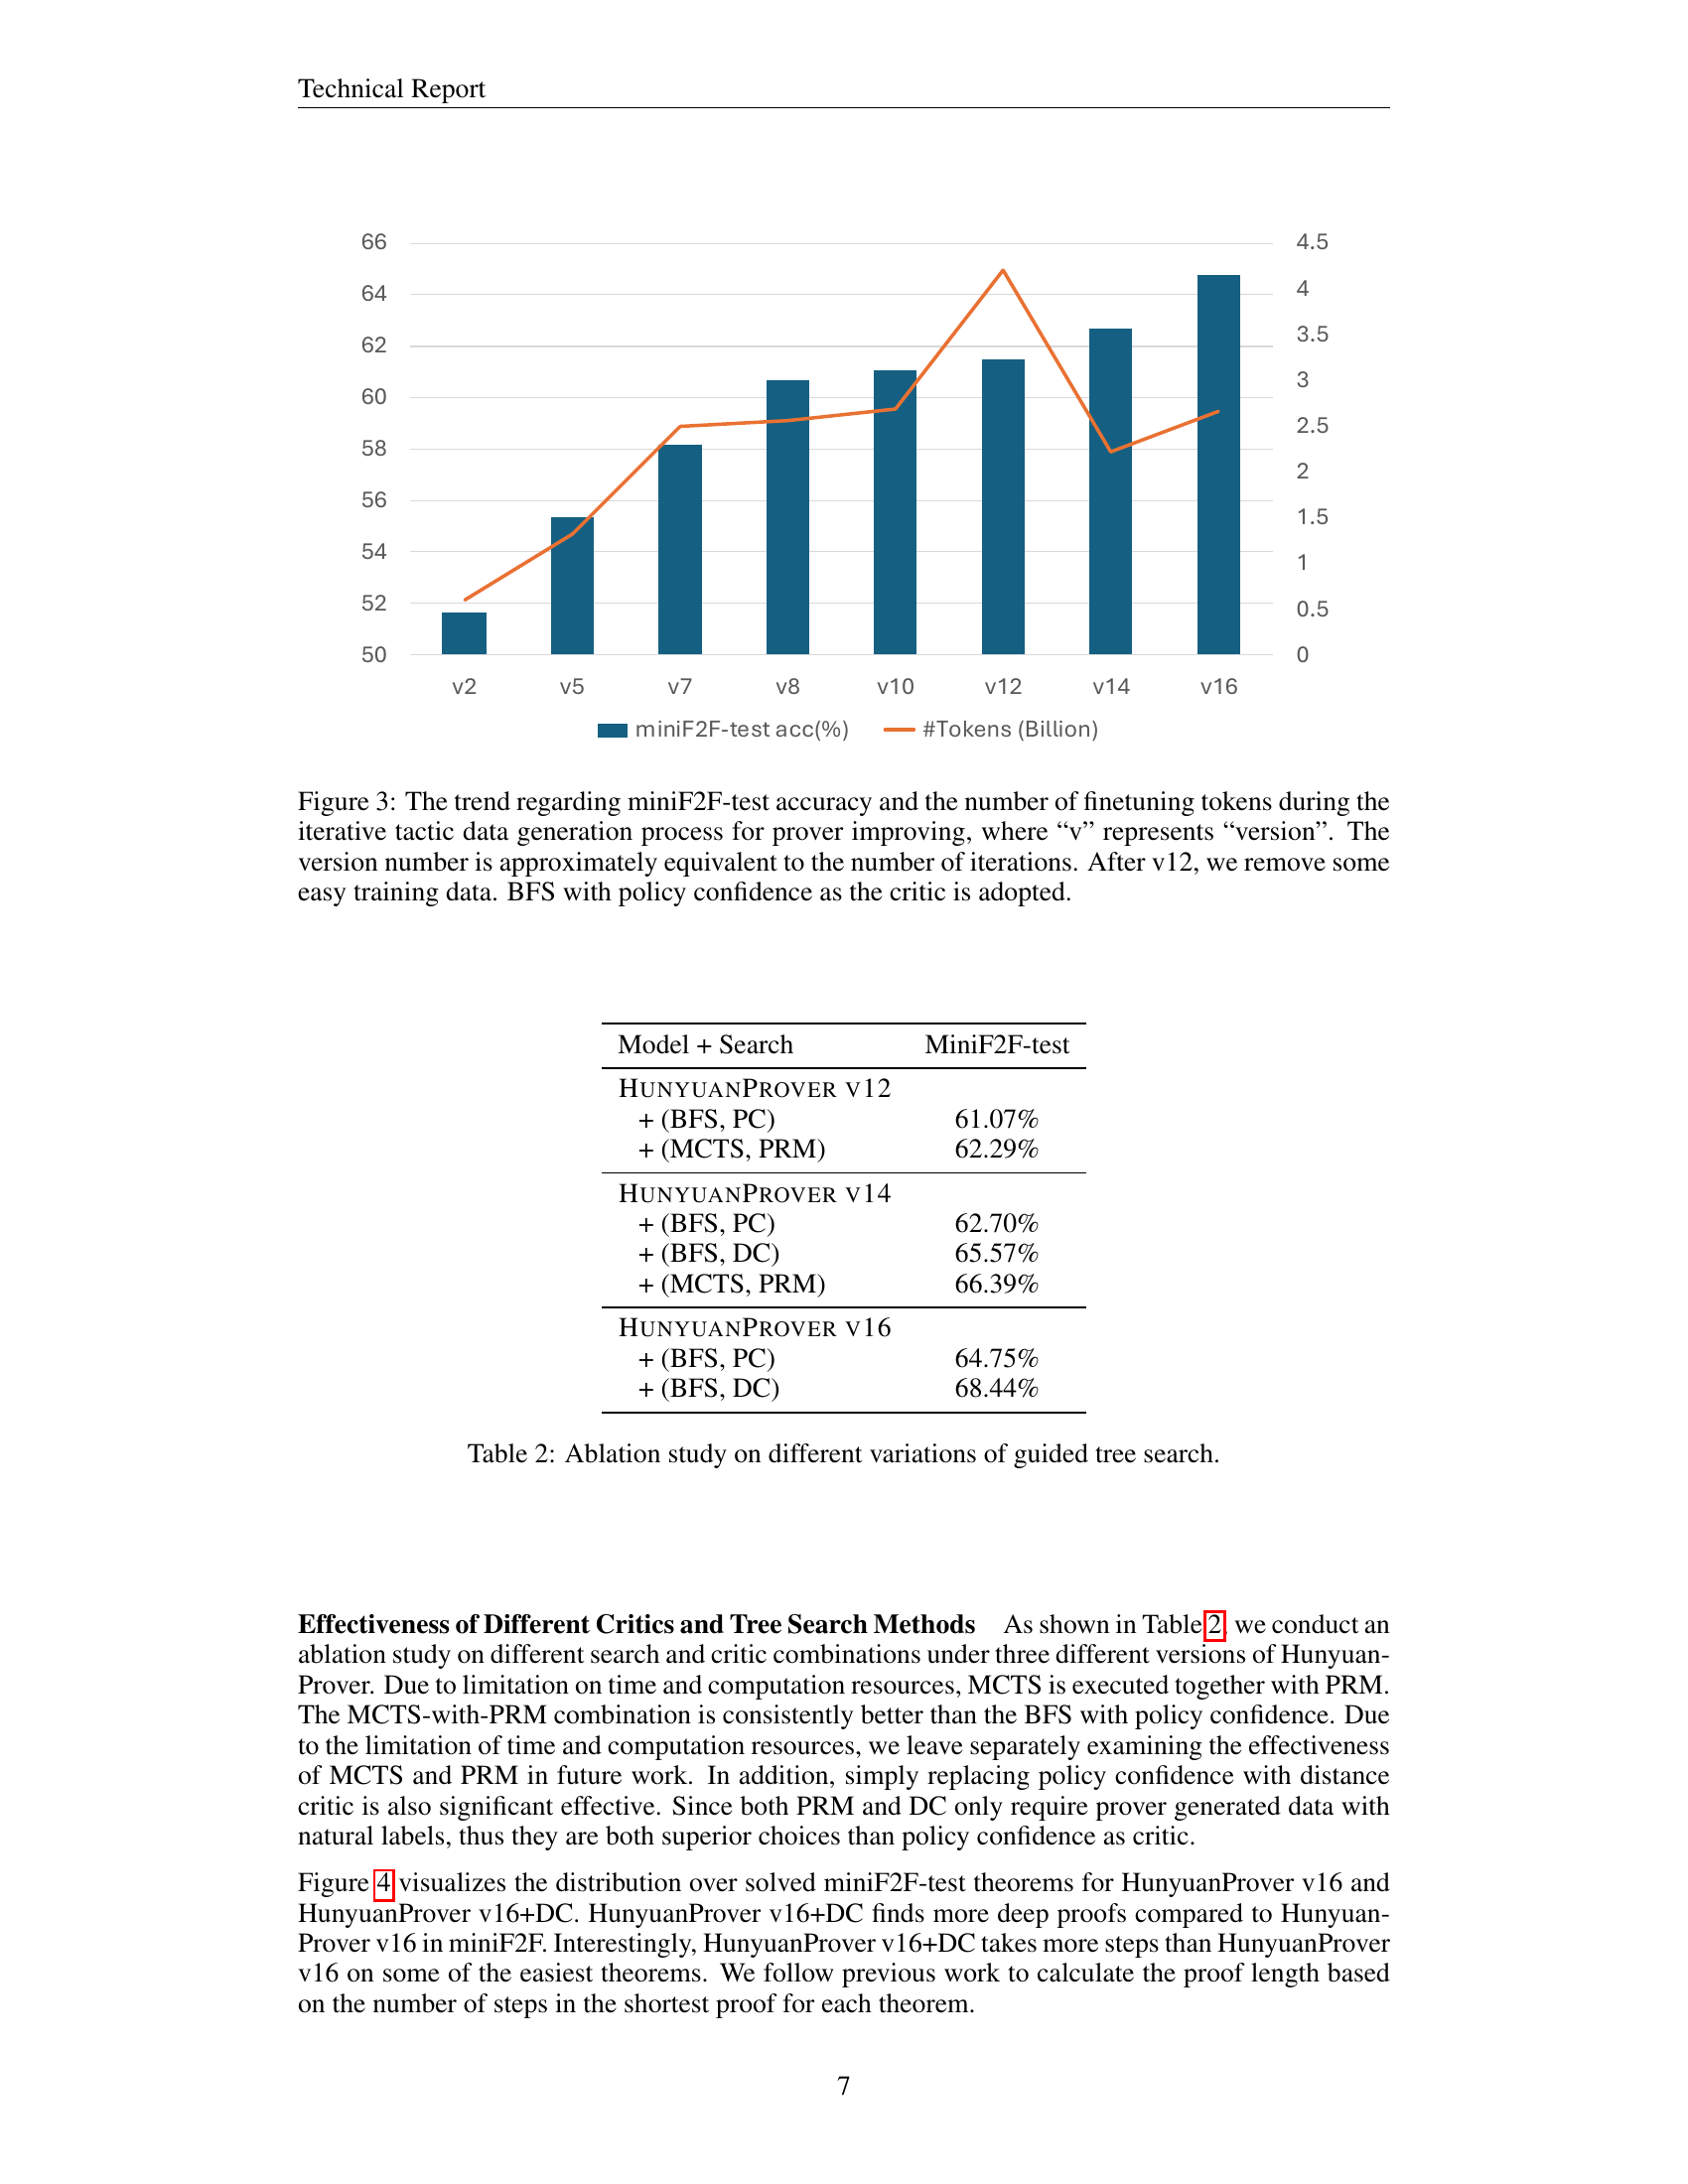 Technical Report
66
64
62
60
58
56
54
52
50
4.5
4
3.5
3
2.5
2
1.5
1
0.5
0
v2 v5 v7 v8 v10 v12 v14 v16
miniF2F-test acc(%) #Tokens (Billion)
Figure 3: The trend regarding miniF2F-test accuracy and the number of finetuning tokens during the
iterative tactic data generation process for prover improving, where “v” represents “version”. The
version number is approximately equivalent to the number of iterations. After v12, we remove some
easy training data. BFS with policy confidence as the critic is adopted.
Model + Search MiniF2F-test
HUNYUANPROVER V12
+ (BFS, PC) 61.07%
+ (MCTS, PRM) 62.29%
HUNYUANPROVER V14
+ (BFS, PC) 62.70%
+ (BFS, DC) 65.57%
+ (MCTS, PRM) 66.39%
HUNYUANPROVER V16
+ (BFS, PC) 64.75%
+ (BFS, DC) 68.44%
Table 2: Ablation study on different variations of guided tree search.
Effectiveness of Different Critics and Tree Search Methods As shown in Table 2, we conduct an
ablation study on different search and critic combinations under three different versions of Hunyuan-
Prover. Due to limitation on time and computation resources, MCTS is executed together with PRM.
The MCTS-with-PRM combination is consistently better than the BFS with policy confidence. Due
to the limitation of time and computation resources, we leave separately examining the effectiveness
of MCTS and PRM in future work. In addition, simply replacing policy confidence with distance
critic is also significant effective. Since both PRM and DC only require prover generated data with
natural labels, thus they are both superior choices than policy confidence as critic.
Figure 4 visualizes the distribution over solved miniF2F-test theorems for HunyuanProver v16 and
HunyuanProver v16+DC. HunyuanProver v16+DC finds more deep proofs compared to Hunyuan-
Prover v16 in miniF2F. Interestingly, HunyuanProver v16+DC takes more steps than HunyuanProver
v16 on some of the easiest theorems. We follow previous work to calculate the proof length based
on the number of steps in the shortest proof for each theorem.
7